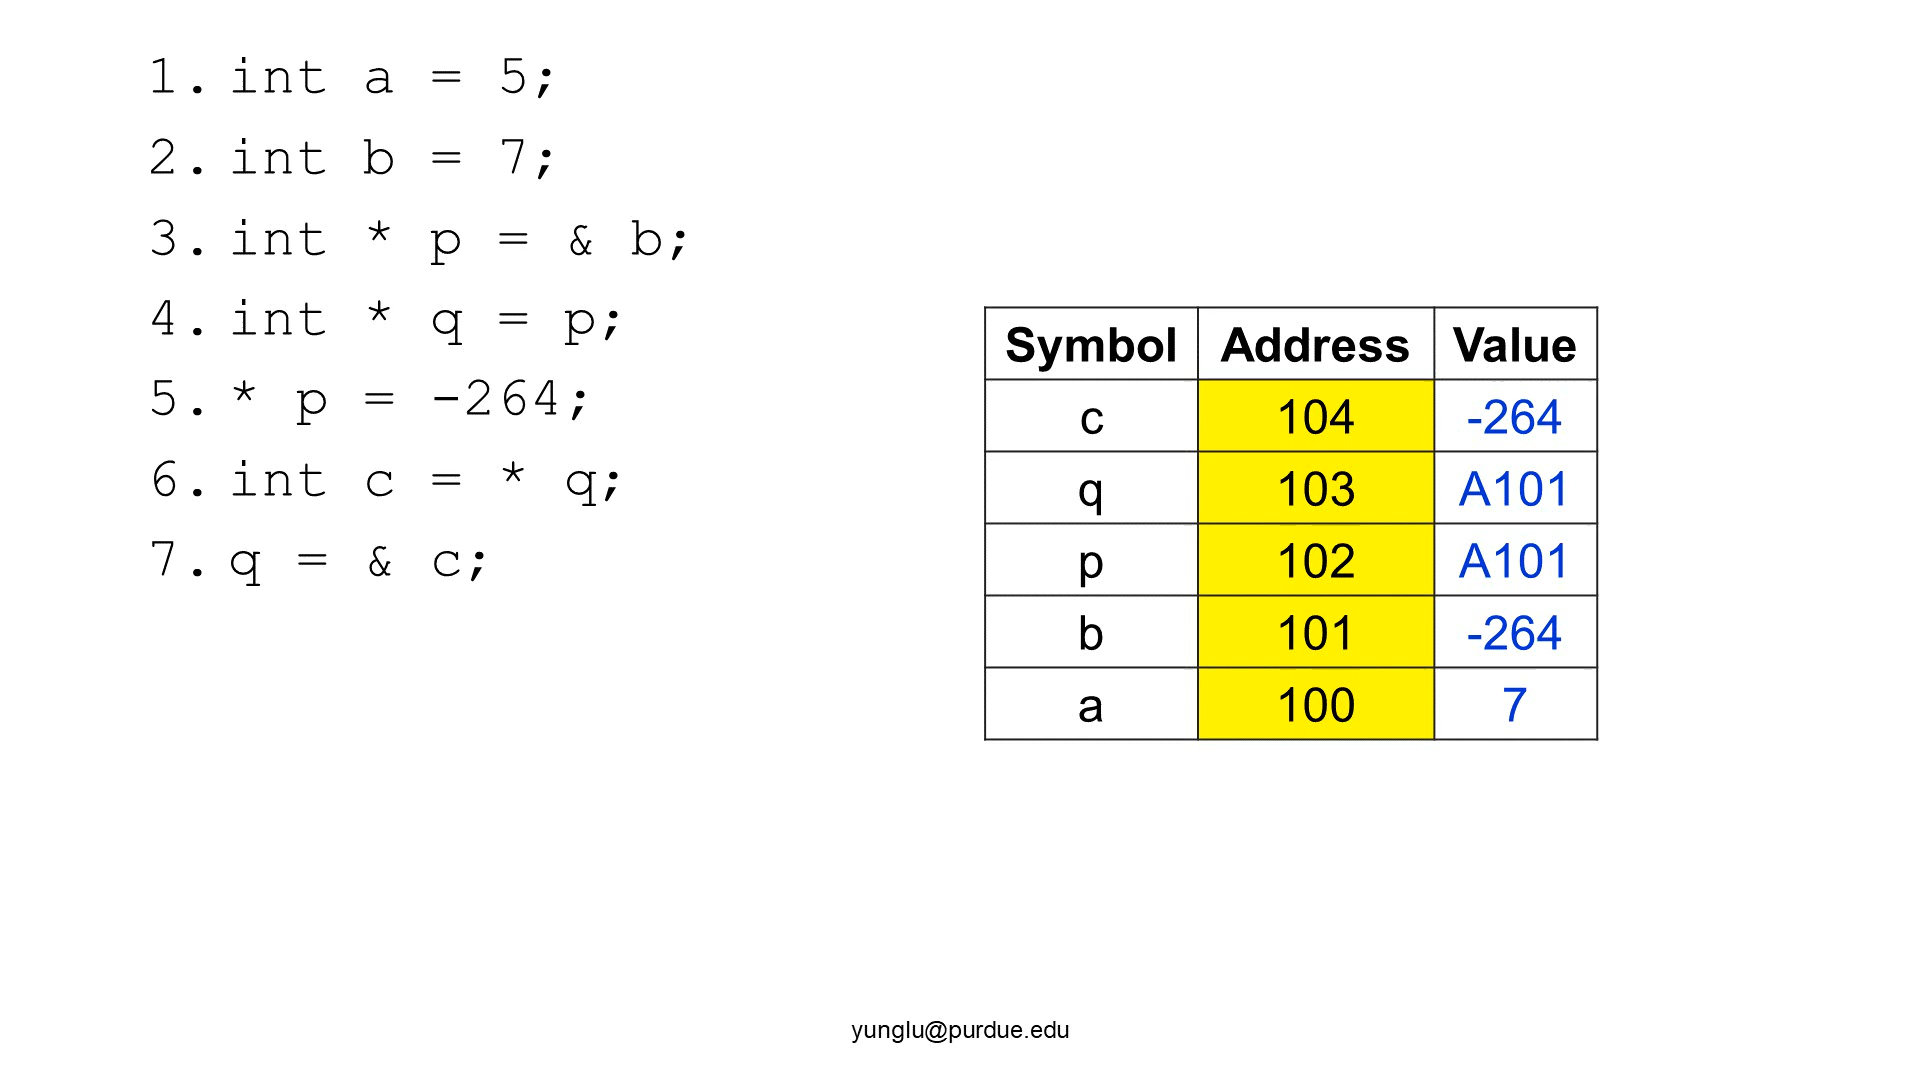 1. int a = 5;
2. int b = 7;
3. int * p = & b;
4. int * q = p;
5. * p = -264;
6. int c = * q;
7. q = & c;
Symbol Address Value
c 104 -264
q 103 A101
p 102 A101
b 101 -264
a 100 7
yunglu@purdue.edu